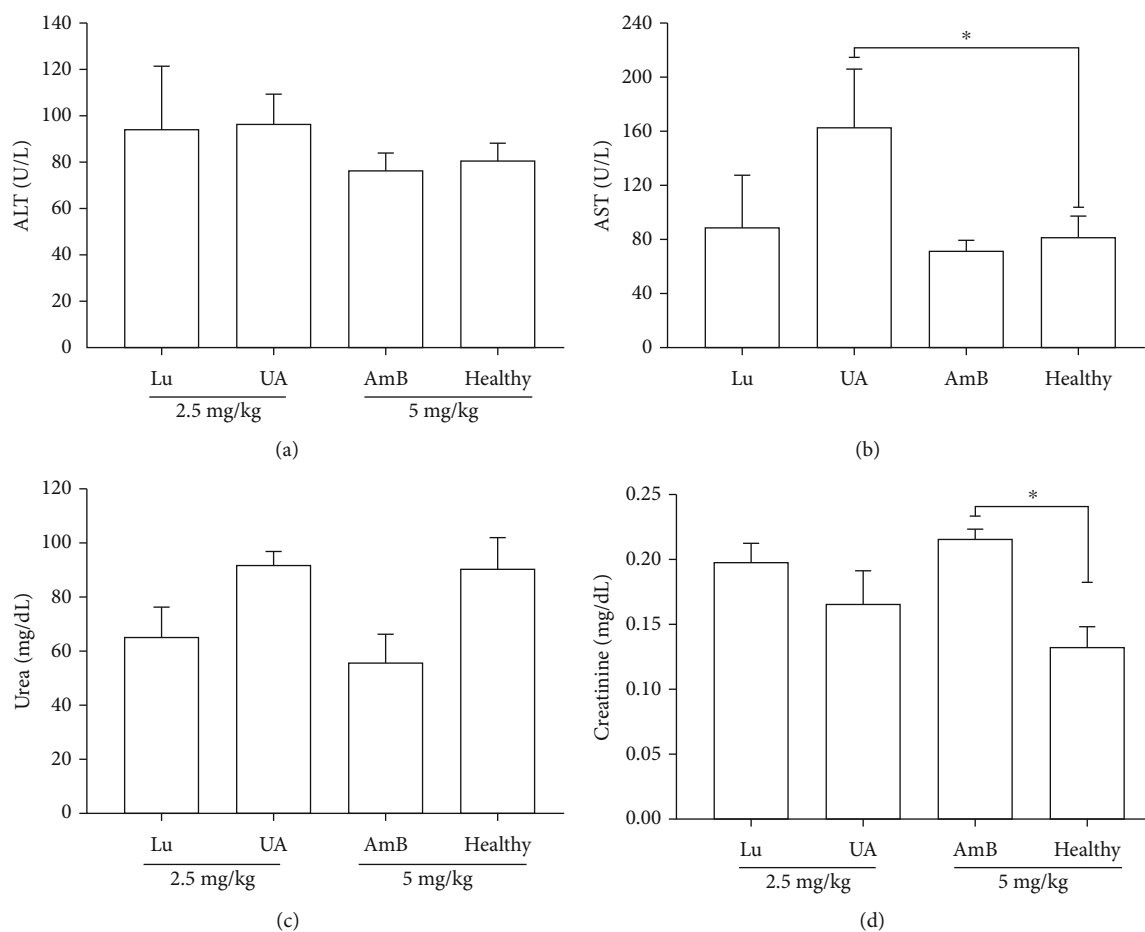 140
120
100
80
60
40
20
0
ALT (U/L)
Lu UA AmB Healthy
2.5 mg/kg 5 mg/kg
(a)
240
200
160
120
80
40
0
AST (U/L)
*
Lu UA AmB Healthy
(b)
120
100
80
60
40
20
0
Urea (mg/dL)
Lu UA AmB Healthy
2.5 mg/kg 5 mg/kg
(c)
0.25
0.20
0.15
0.10
0.05
0.00
Creatinine (mg/dL)
*
Lu UA AmB Healthy
2.5 mg/kg 5 mg/kg
(d)